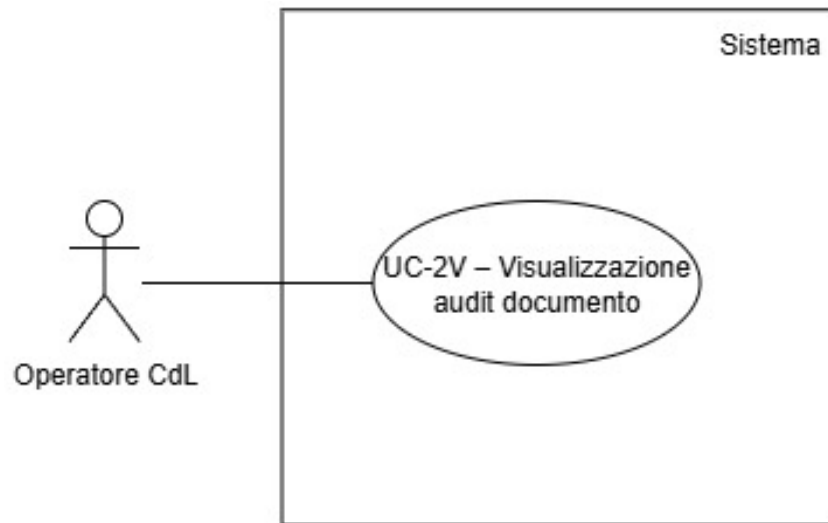 Sistema
UC-2V – Visualizzazione
audit documento
Operatore CdL